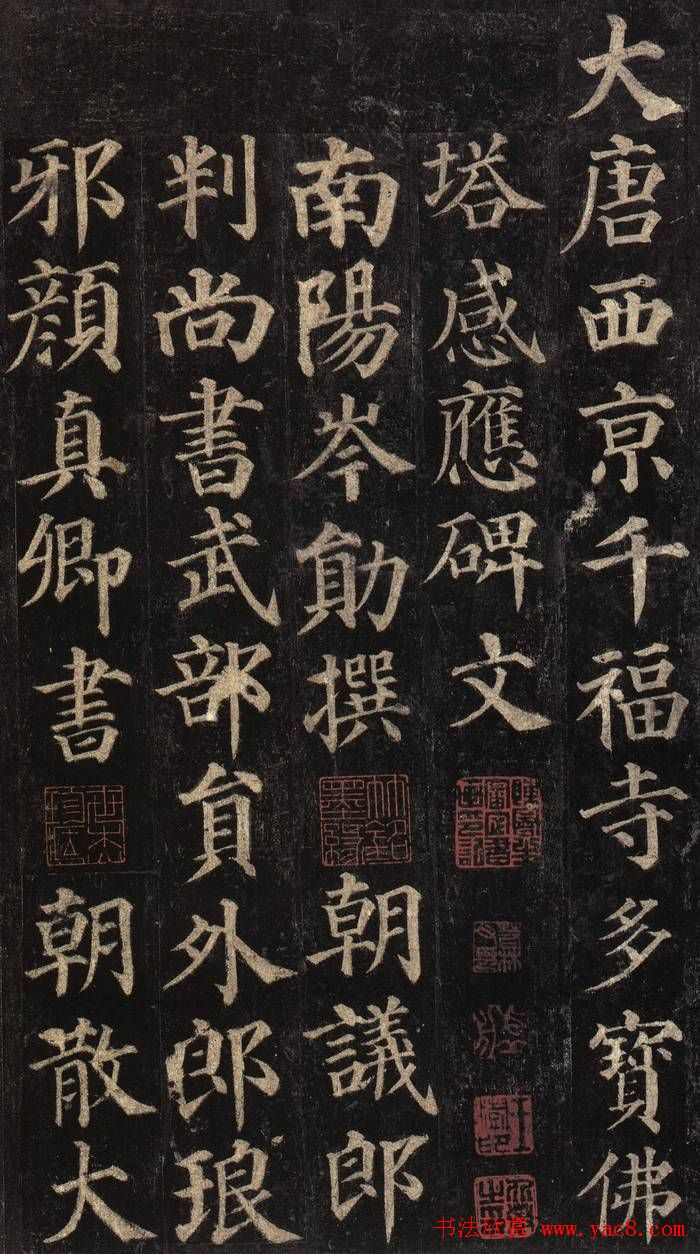 大唐西京千福寺多寶佛
塔感應碑文
南陽岑勛撰 朝議郎
判尚書武部員外郎琅
邪顏真卿書 朝散大
书法欣赏 www.yac8.com